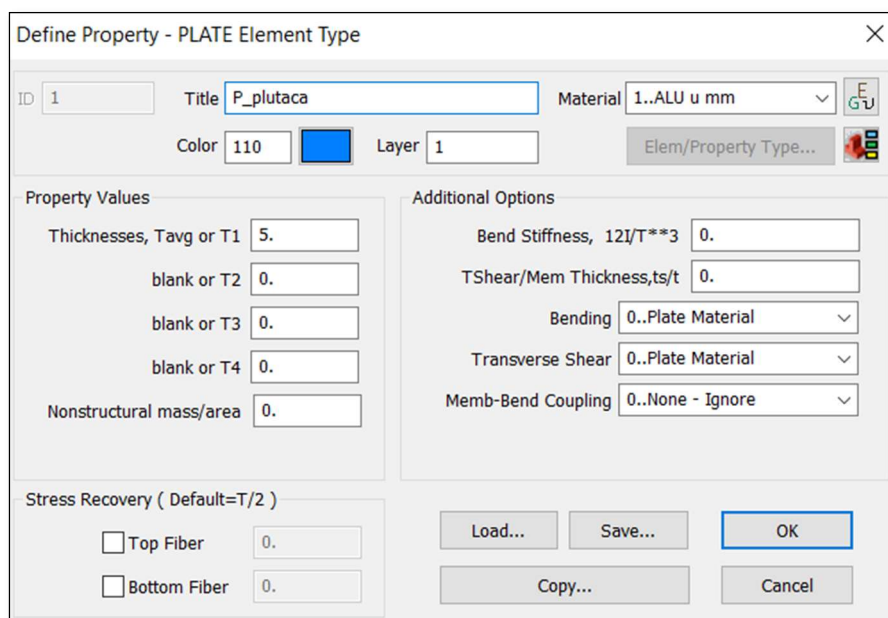 Define Property - PLATE Element Type
ID 1 Title P_plutaca Material 1..ALU u mm
E
G υ
Color 110 Layer 1 Elem/Property Type...
Property Values
Thicknesses, Tavg or T1 5.
blank or T2 0.
blank or T3 0.
blank or T4 0.
Nonstructural mass/area 0.
Additional Options
Bend Stiffness, 12I/T**3 0.
TShear/Mem Thickness,ts/t 0.
Bending 0..Plate Material
Transverse Shear 0..Plate Material
Memb-Bend Coupling 0..None - Ignore
Stress Recovery ( Default=T/2 )
Top Fiber 0.
Bottom Fiber 0.
Load... Save... OK
Copy... Cancel